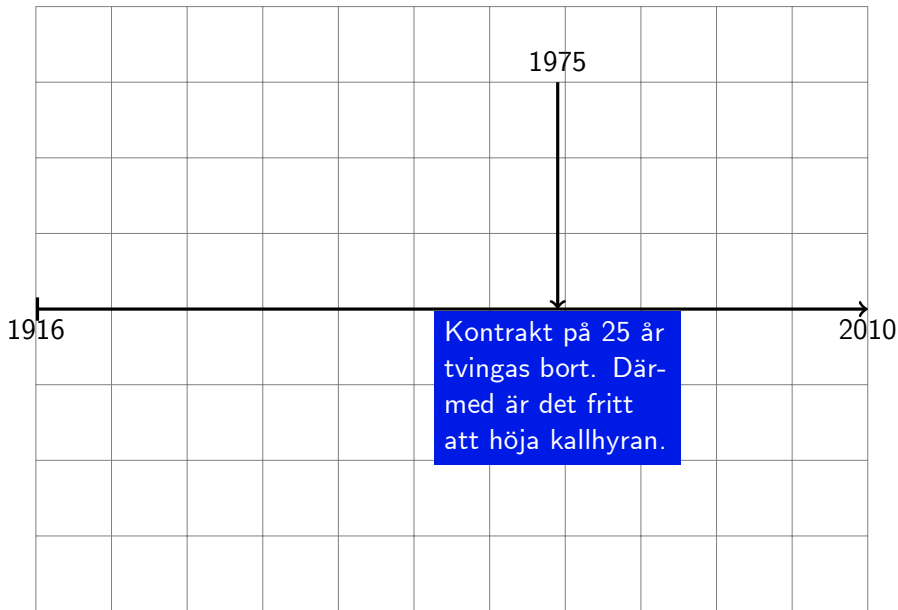 1975
1916
2010
Kontrakt på 25 år
tvingas bort. Där-
med är det fritt
att höja kallhyran.